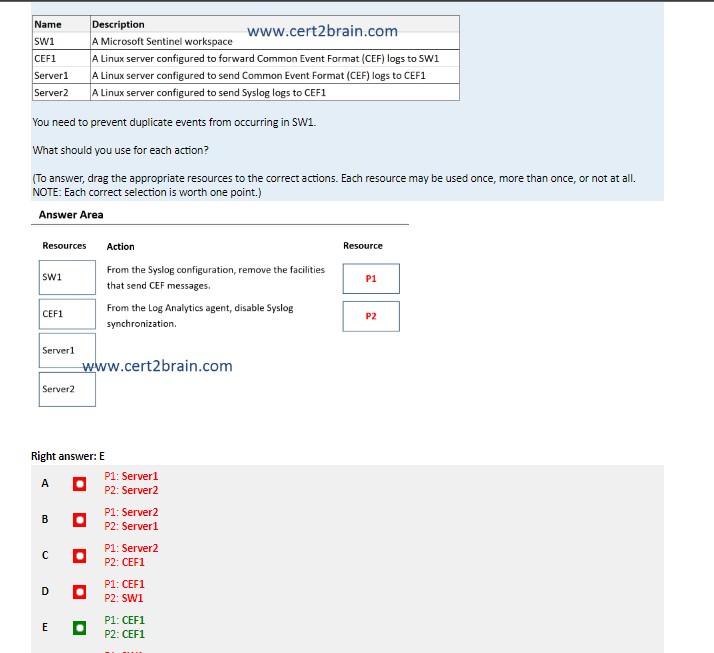 Name Description
www.cert2brain.com
SW1 A Microsoft Sentinel workspace
CEF1 A Linux server configured to forward Common Event Format (CEF) logs to SW1
Server1 A Linux server configured to send Common Event Format (CEF) logs to CEF1
Server2 A Linux server configured to send Syslog logs to CEF1
You need to prevent duplicate events from occurring in SW1.
What should you use for each action?
(To answer, drag the appropriate resources to the correct actions. Each resource may be used once, more than once, or not at all.
NOTE: Each correct selection is worth one point.)
Answer Area
Resources Action Resource
SW1 From the Syslog configuration, remove the facilities P1
that send CEF messages.
CEF1 From the Log Analytics agent, disable Syslog P2
synchronization.
Server1
www.cert2brain.com
Server2
Right answer: E
A P1: Server1
P2: Server2
B P1: Server2
P2: Server1
C P1: Server2
P2: CEF1
D P1: CEF1
P2: SW1
E P1: CEF1
P2: CEF1